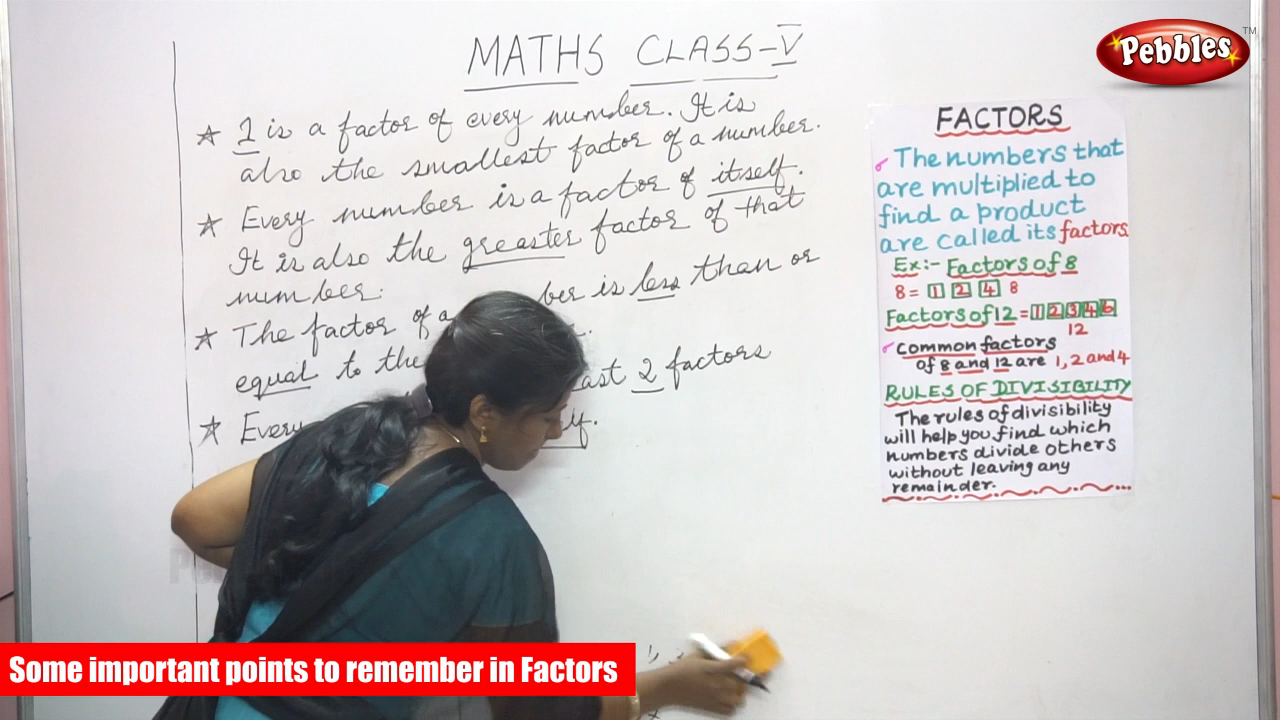 MATHS CLASS-V
☆ 1 is a factor of every number. It is
also the smallest factor of a number.
☆ Every number is a factor of itself.
It is also the greaster factor of that
number.
☆ The factor of a ber is less than or
equal to the
☆ Every ast 2 factors
Pebbles TM
FACTORS
The numbers that
are multiplied to
find a product
are called its factors
Ex:- Factors of 8
8 = 1 2 4 8
Factors of 12 = 1 2 3 4 6
12
common factors
of 8 and 12 are 1, 2 and 4
RULES OF DIVISIBILITY
The rules of divisibility
will help you find which
numbers divide others
without leaving any
remainder.
Some important points to remember in Factors